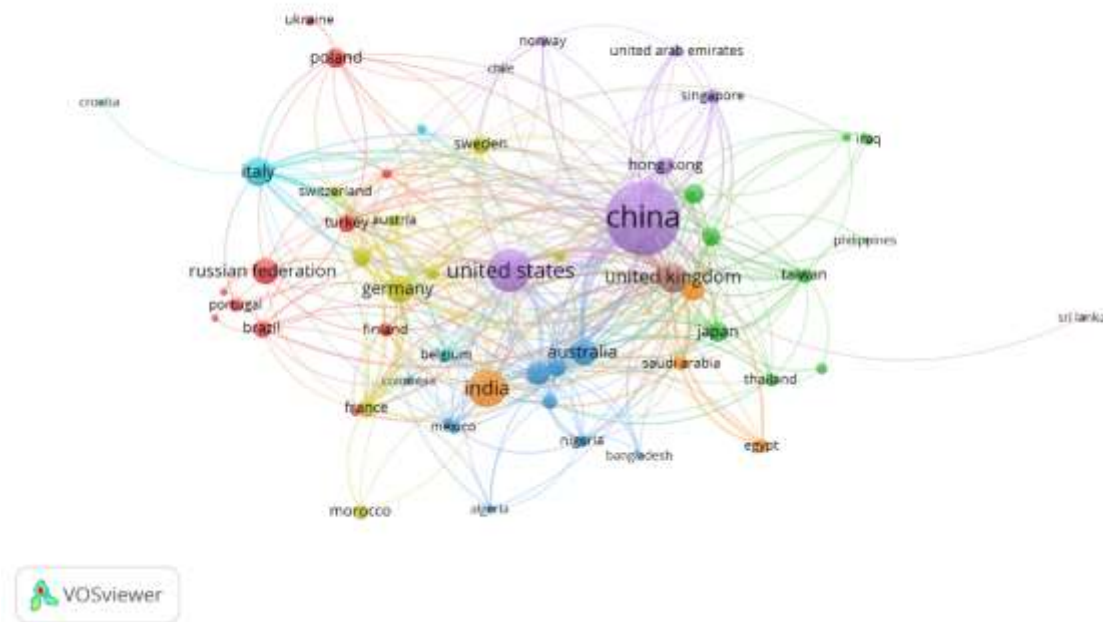 ukraine
norway
poland
united arab emirates
chile
croatia
singapore
sweden
iraq
hong kong
italy
switzerland
china
turkey
austria
philippines
russian federation
united states
united kingdom
taiwan
germany
portugal
sri lanka
brazil
finland
japan
belgium
australia
saudi arabia
thailand
india
france
mexico
nigeria
egypt
bangladesh
morocco
algeria
VOSviewer